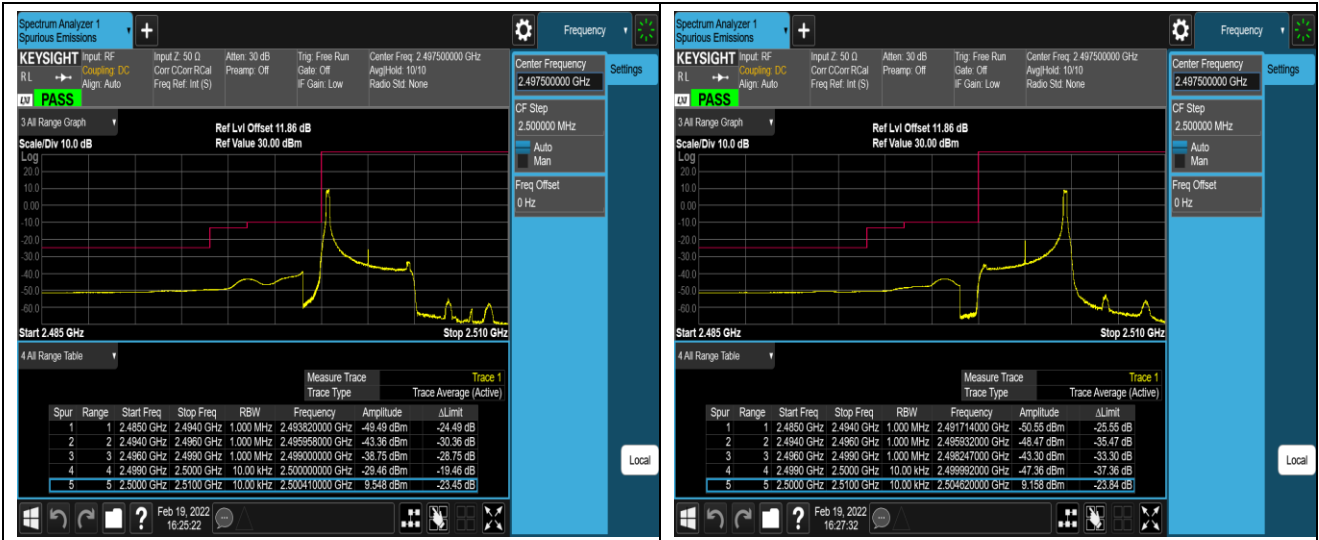 Spectrum Analyzer 1
Spurious Emissions
Frequency
KEYSIGHT
RL
LXI
PASS
Input: RF
Coupling: DC
Align: Auto
Input Z: 50 Ω
Corr CCorr RCal
Freq Ref: Int (S)
Atten: 30 dB
Preamp: Off
Trig: Free Run
Gate: Off
IF Gain: Low
Center Freq: 2.497500000 GHz
Avg|Hold: 10/10
Radio Std: None
Center Frequency
2.497500000 GHz
Settings
CF Step
2.500000 MHz
Auto
Man
Freq Offset
0 Hz
Local
3 All Range Graph
Scale/Div 10.0 dB
Ref Lvl Offset 11.86 dB
Ref Value 30.00 dBm
Log
20.0
10.0
0.00
-10.0
-20.0
-30.0
-40.0
-50.0
-60.0
Start 2.485 GHz
Stop 2.510 GHz
4 All Range Table
Measure Trace Trace 1
Trace Type Trace Average (Active)
Spur Range Start Freq Stop Freq RBW Frequency Amplitude ΔLimit
1 1 2.4850 GHz 2.4940 GHz 1.000 MHz 2.493820000 GHz -49.49 dBm -24.49 dB
2 2 2.4940 GHz 2.4960 GHz 1.000 MHz 2.495958000 GHz -43.36 dBm -30.36 dB
3 3 2.4960 GHz 2.4990 GHz 1.000 MHz 2.499000000 GHz -38.75 dBm -28.75 dB
4 4 2.4990 GHz 2.5000 GHz 10.00 kHz 2.500000000 GHz -29.46 dBm -19.46 dB
5 5 2.5000 GHz 2.5100 GHz 10.00 kHz 2.500410000 GHz 9.548 dBm -23.45 dB
Feb 19, 2022
16:25:22
Spectrum Analyzer 1
Spurious Emissions
Frequency
KEYSIGHT
RL
LXI
PASS
Input: RF
Coupling: DC
Align: Auto
Input Z: 50 Ω
Corr CCorr RCal
Freq Ref: Int (S)
Atten: 30 dB
Preamp: Off
Trig: Free Run
Gate: Off
IF Gain: Low
Center Freq: 2.497500000 GHz
Avg|Hold: 10/10
Radio Std: None
Center Frequency
2.497500000 GHz
Settings
CF Step
2.500000 MHz
Auto
Man
Freq Offset
0 Hz
Local
3 All Range Graph
Scale/Div 10.0 dB
Ref Lvl Offset 11.86 dB
Ref Value 30.00 dBm
Log
20.0
10.0
0.00
-10.0
-20.0
-30.0
-40.0
-50.0
-60.0
Start 2.485 GHz
Stop 2.510 GHz
4 All Range Table
Measure Trace Trace 1
Trace Type Trace Average (Active)
Spur Range Start Freq Stop Freq RBW Frequency Amplitude ΔLimit
1 1 2.4850 GHz 2.4940 GHz 1.000 MHz 2.491714000 GHz -50.55 dBm -25.55 dB
2 2 2.4940 GHz 2.4960 GHz 1.000 MHz 2.495932000 GHz -48.47 dBm -35.47 dB
3 3 2.4960 GHz 2.4990 GHz 1.000 MHz 2.498247000 GHz -43.30 dBm -33.30 dB
4 4 2.4990 GHz 2.5000 GHz 10.00 kHz 2.499992000 GHz -47.36 dBm -37.36 dB
5 5 2.5000 GHz 2.5100 GHz 10.00 kHz 2.504620000 GHz 9.158 dBm -23.84 dB
Feb 19, 2022
16:27:32